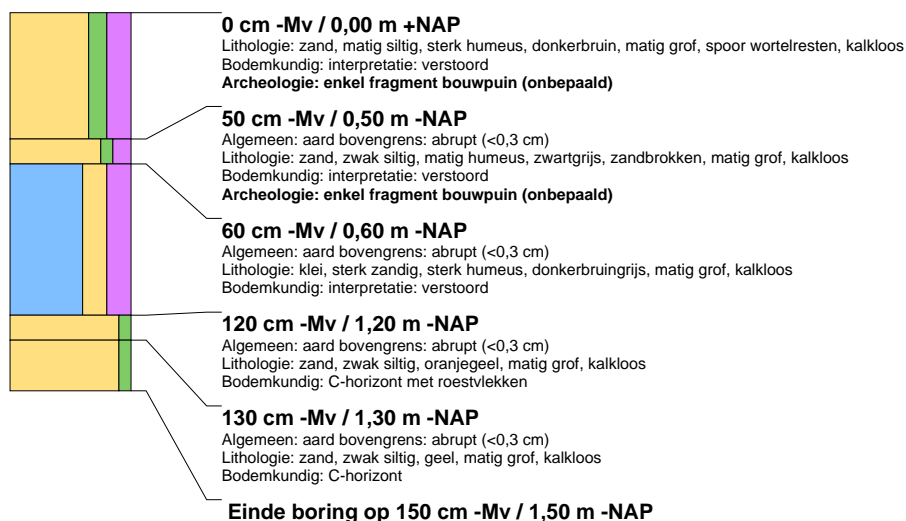 0 cm -Mv / 0,00 m +NAP
Lithologie: zand, matig siltig, sterk humeus, donkerbruin, matig grof, spoor wortelresten, kalkloos
Bodemkundig: interpretatie: verstoord
Archeologie: enkel fragment bouwpuin (onbepaald)
50 cm -Mv / 0,50 m -NAP
Algemeen: aard bovengrens: abrupt (<0,3 cm)
Lithologie: zand, zwak siltig, matig humeus, zwartgrijs, zandbrokken, matig grof, kalkloos
Bodemkundig: interpretatie: verstoord
Archeologie: enkel fragment bouwpuin (onbepaald)
60 cm -Mv / 0,60 m -NAP
Algemeen: aard bovengrens: abrupt (<0,3 cm)
Lithologie: klei, sterk zandig, sterk humeus, donkerbruingrijs, matig grof, kalkloos
Bodemkundig: interpretatie: verstoord
120 cm -Mv / 1,20 m -NAP
Algemeen: aard bovengrens: abrupt (<0,3 cm)
Lithologie: zand, zwak siltig, oranjegeel, matig grof, kalkloos
Bodemkundig: C-horizont met roestvlekken
130 cm -Mv / 1,30 m -NAP
Algemeen: aard bovengrens: abrupt (<0,3 cm)
Lithologie: zand, zwak siltig, geel, matig grof, kalkloos
Bodemkundig: C-horizont
Einde boring op 150 cm -Mv / 1,50 m -NAP